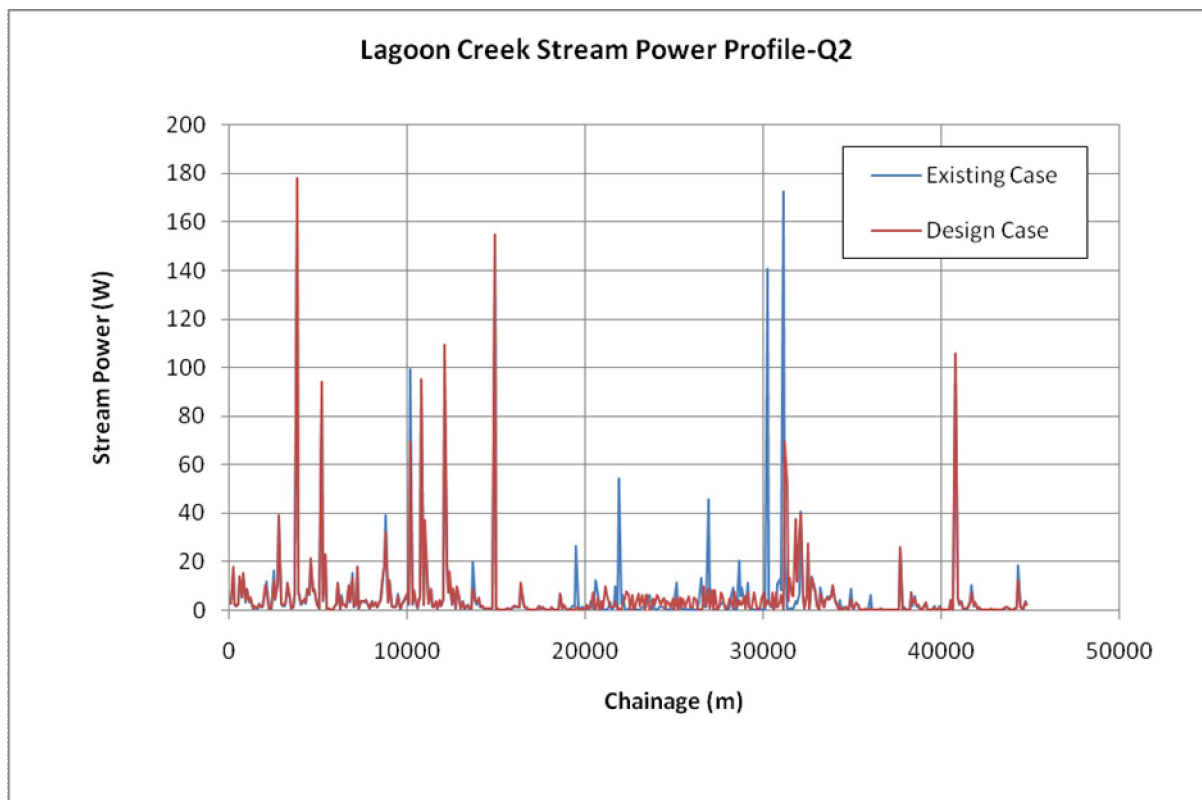 Lagoon Creek Stream Power Profile-Q2
200
180
160
140
120
100
80
60
40
20
0
Stream Power (W)
Existing Case
Design Case
0 10000 20000 30000 40000 50000
Chainage (m)